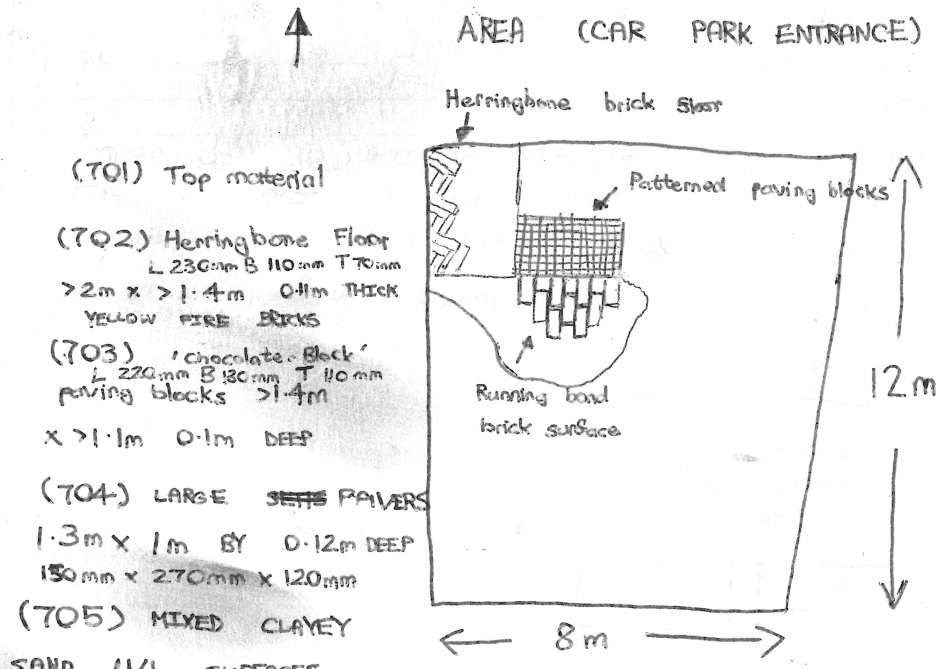 AREA (CAR PARK ENTRANCE)
Herringbone brick floor
(701) Top material
Patterned paving blocks
(702) Herringbone Floor
L 230mm B 110mm T 70mm
>2m x >1.4m 0.11m THICK
YELLOW FIRE BRICKS
(703) 'Chocolate-Block'
L 220mm B 130mm T 110mm
paving blocks >1.4m
x >1.1m 0.1m DEEP
Running bond
brick surface
12m
(704) LARGE PAIVERS
1.3m x 1m BY 0.12m DEEP
150mm x 270mm x 120mm
(705) MIXED CLAYEY
8m
SAND